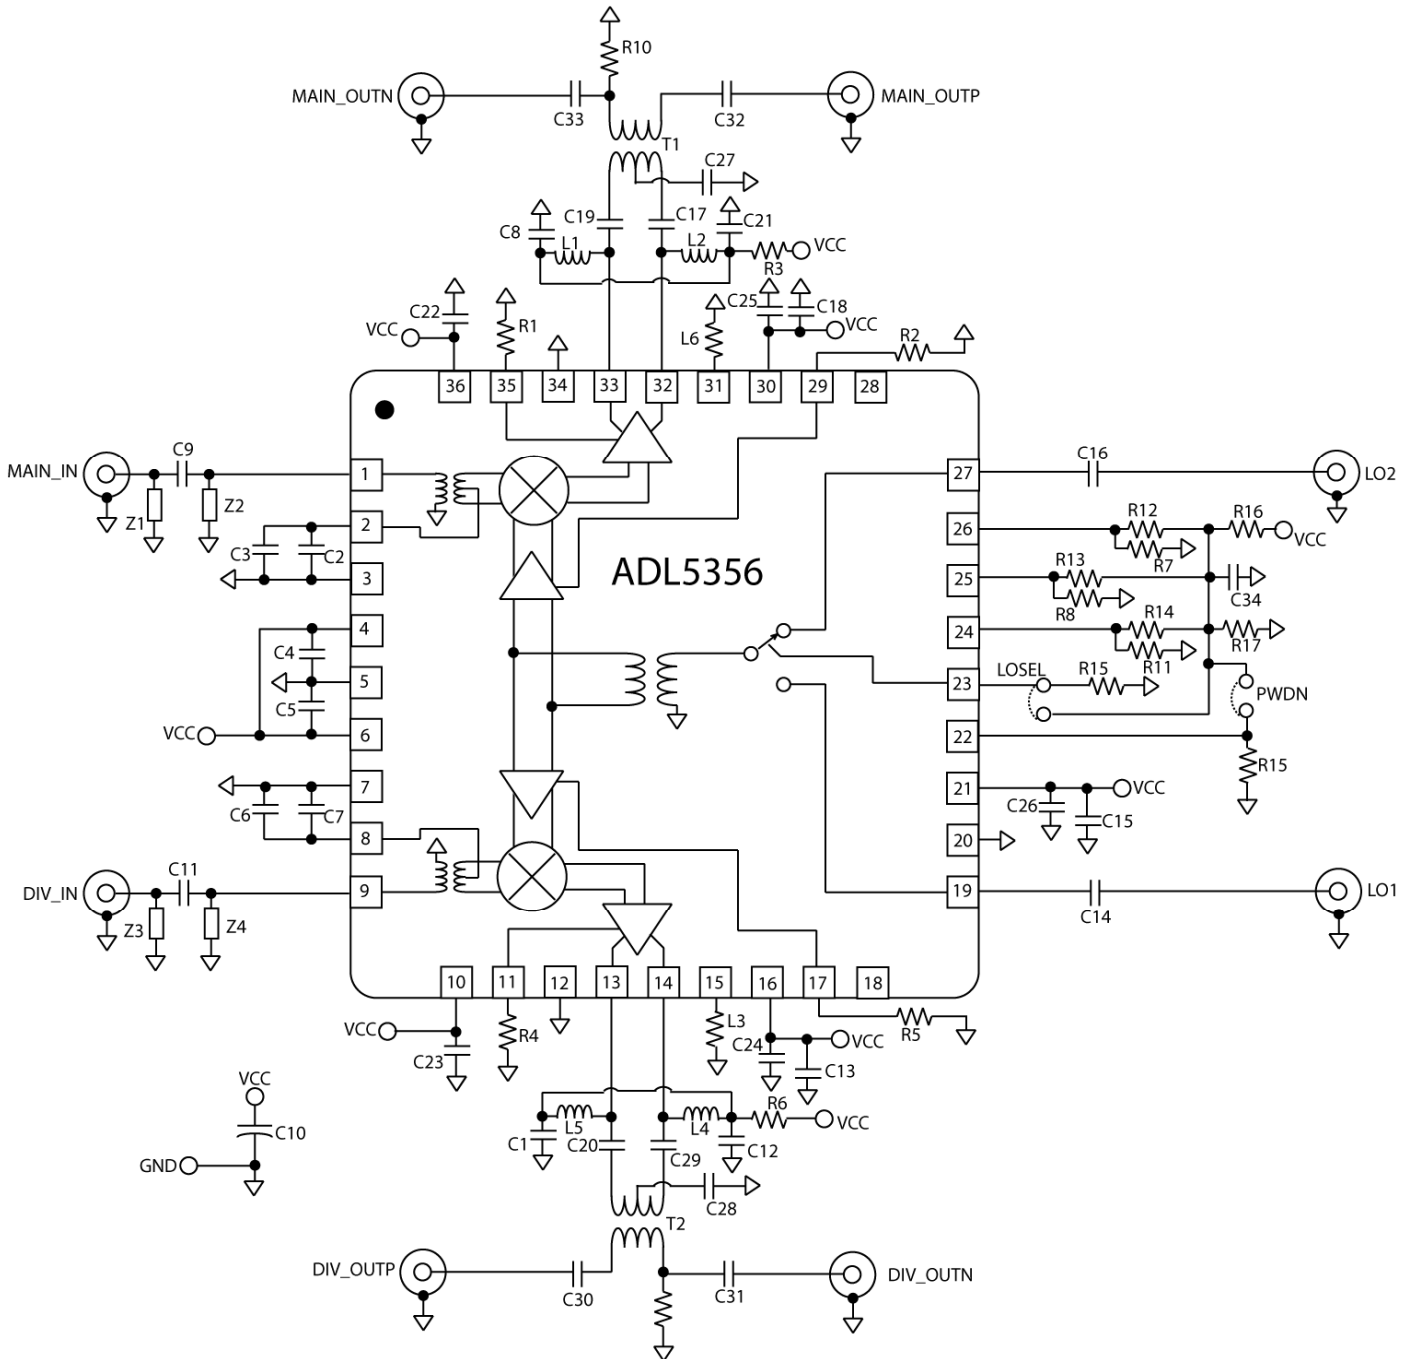 R10
MAIN_OUTN
C33
C32
MAIN_OUTP
T1
C27
C8
L1
C19
C17
L2
C21
R3
VCC
C22
VCC
R1
L6
C25
C18
VCC
R2
36
35
34
33
32
31
30
29
28
MAIN_IN
C9
Z1
Z2
1
27
C16
LO2
C3
C2
2
26
R12
R7
R16
VCC
3
ADL5356
25
R13
R8
C34
4
C4
24
R14
R11
R17
5
C5
23
LOSEL
R15
PWDN
VCC
6
22
R15
C6
C7
7
21
C26
C15
VCC
8
20
DIV_IN
C11
Z3
Z4
9
19
C14
LO1
10
11
12
13
14
15
16
17
18
VCC
C23
R4
L3
C24
C13
VCC
R5
C1
L5
C20
C29
L4
C12
R6
VCC
VCC
C10
GND
C28
T2
DIV_OUTP
C30
C31
DIV_OUTN